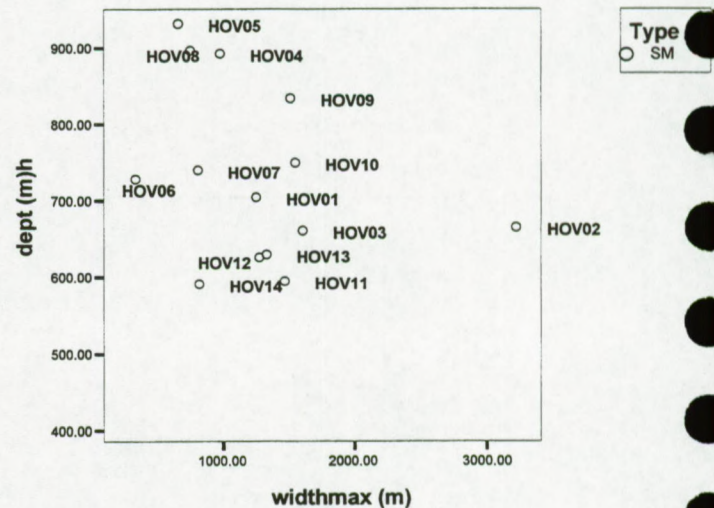 Type
SM
900.00
800.00
700.00
600.00
500.00
400.00
dept (m)h
HOV05
HOV08
HOV04
HOV09
HOV10
HOV07
HOV06
HOV01
HOV03
HOV02
HOV13
HOV12
HOV14
HOV11
1000.00
2000.00
3000.00
widthmax (m)